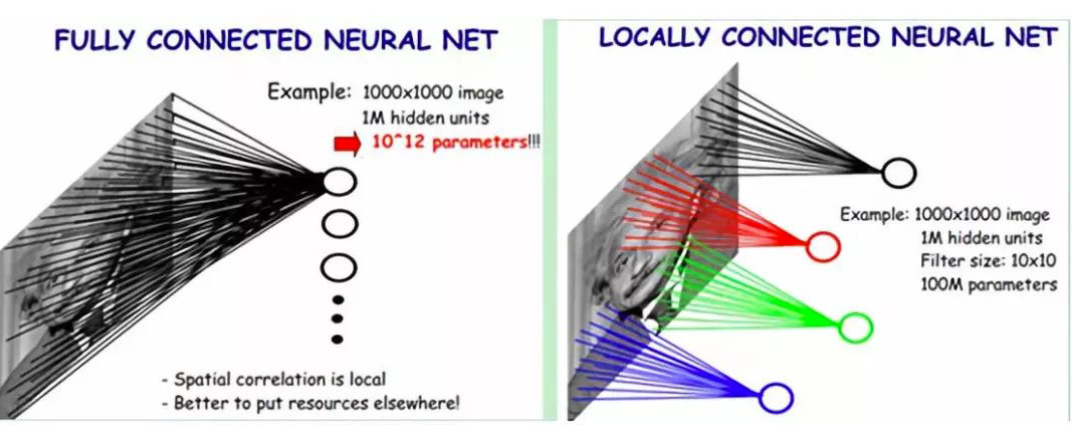 FULLY CONNECTED NEURAL NET
Example: 1000x1000 image
1M hidden units
10^12 parameters!!!
- Spatial correlation is local
- Better to put resources elsewhere!
LOCALLY CONNECTED NEURAL NET
Example: 1000x1000 image
1M hidden units
Filter size: 10x10
100M parameters